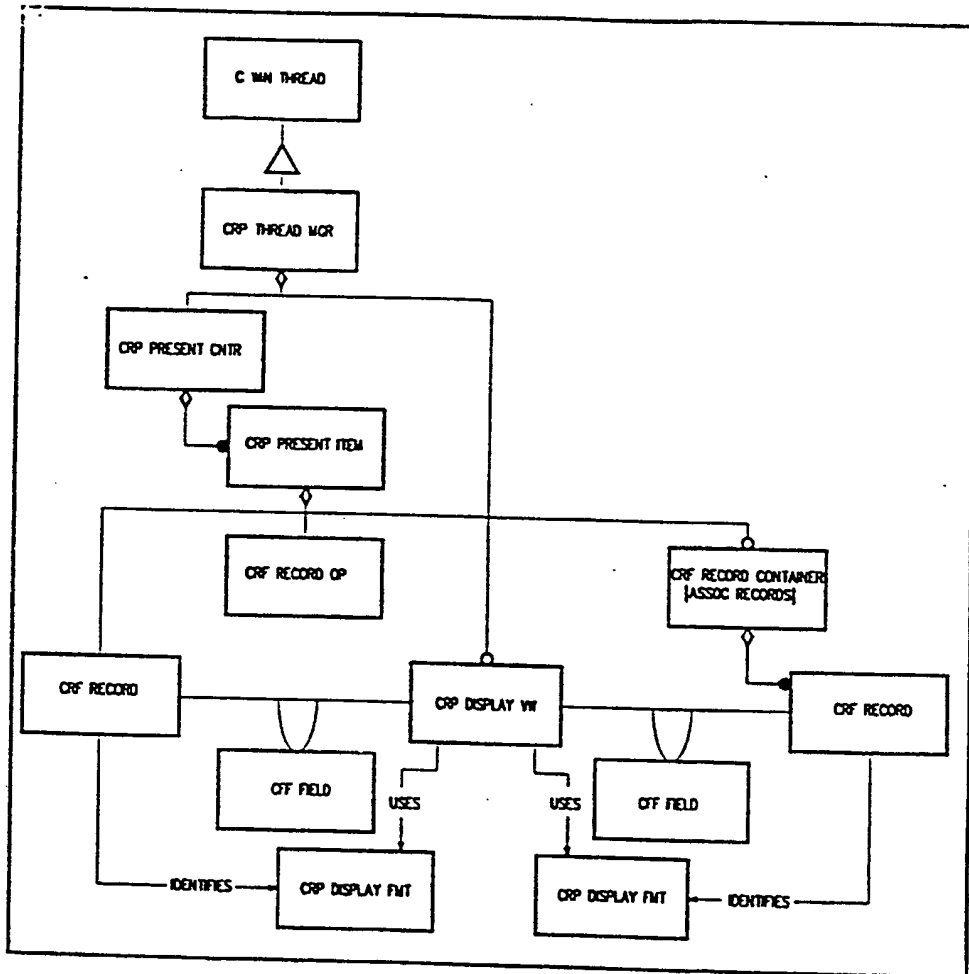 C WIN THREAD
CRP THREAD MGR
CRP PRESENT CNTR
CRP PRESENT ITEM
CRF RECORD OP
CRF RECORD CONTAINER
[ASSOC RECORDS]
CRF RECORD
CRP DISPLAY VW
CRF RECORD
CFF FIELD
CFF FIELD
USES
USES
CRP DISPLAY FMT
CRP DISPLAY FMT
IDENTIFIES
IDENTIFIES